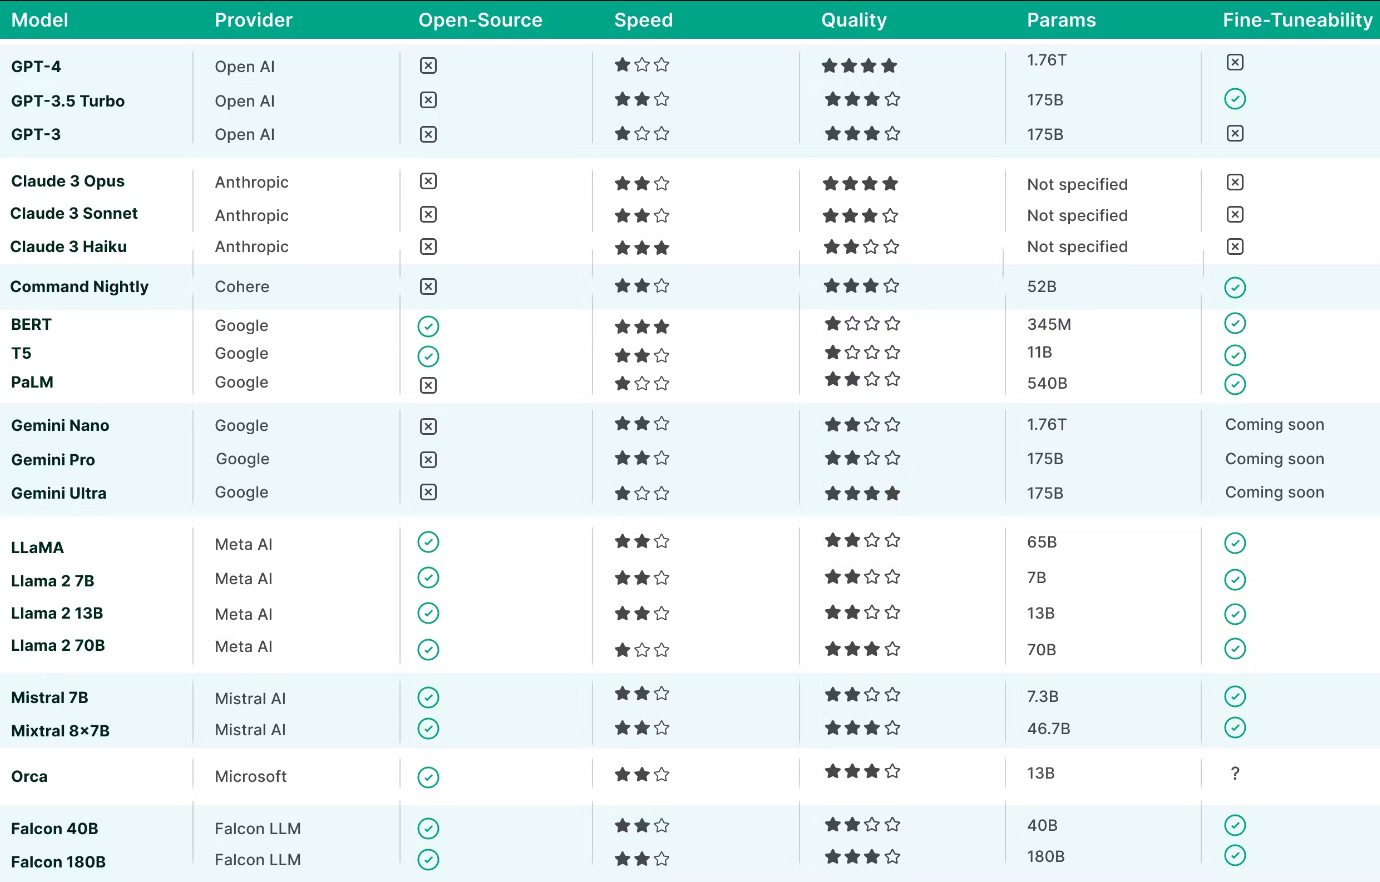 Model Provider Open-Source Speed Quality Params Fine-Tuneability
GPT-4 Open AI 1.76T
GPT-3.5 Turbo Open AI 175B
GPT-3 Open AI 175B
Claude 3 Opus Anthropic Not specified
Claude 3 Sonnet Anthropic Not specified
Claude 3 Haiku Anthropic Not specified
Command Nightly Cohere 52B
BERT Google 345M
T5 Google 11B
PaLM Google 540B
Gemini Nano Google 1.76T Coming soon
Gemini Pro Google 175B Coming soon
Gemini Ultra Google 175B Coming soon
LLaMA Meta AI 65B
Llama 2 7B Meta AI 7B
Llama 2 13B Meta AI 13B
Llama 2 70B Meta AI 70B
Mistral 7B Mistral AI 7.3B
Mixtral 8×7B Mistral AI 46.7B
Orca Microsoft 13B ?
Falcon 40B Falcon LLM 40B
Falcon 180B Falcon LLM 180B